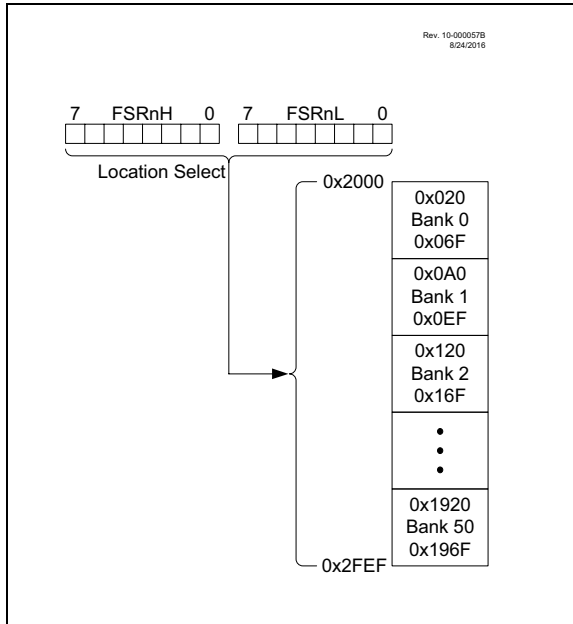 Rev. 10-000057B
8/24/2016
7 FSRnH 0 7 FSRnL 0
Location Select
0x2000
0x020
Bank 0
0x06F
0x0A0
Bank 1
0x0EF
0x120
Bank 2
0x16F
0x1920
Bank 50
0x196F
0x2FEF